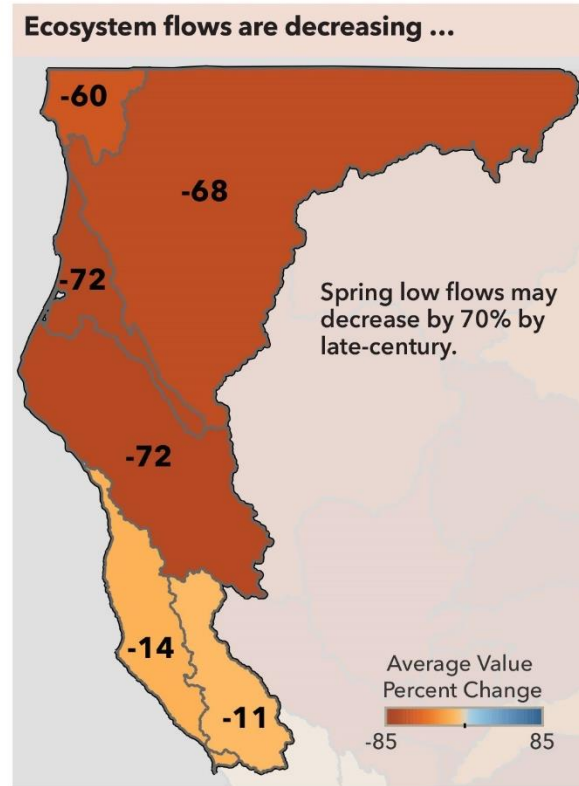 Ecosystem flows are decreasing ...
-60
-68
-72
Spring low flows may
decrease by 70% by
late-century.
-72
-14
-11
Average Value
Percent Change
-85 85